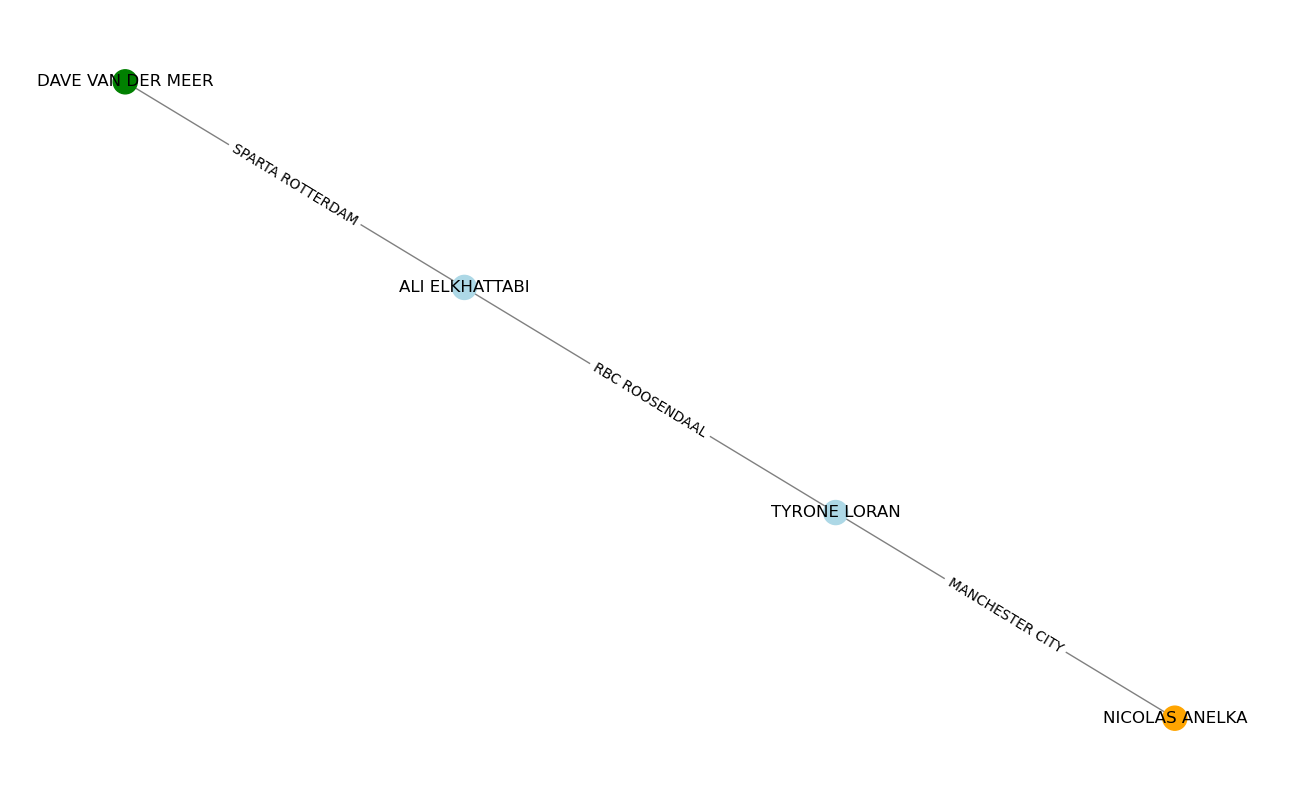 DAVE VAN DER MEER
SPARTA ROTTERDAM
ALI ELKHATTABI
RBC ROOSENDAAL
TYRONE LORAN
MANCHESTER CITY
NICOLAS ANELKA